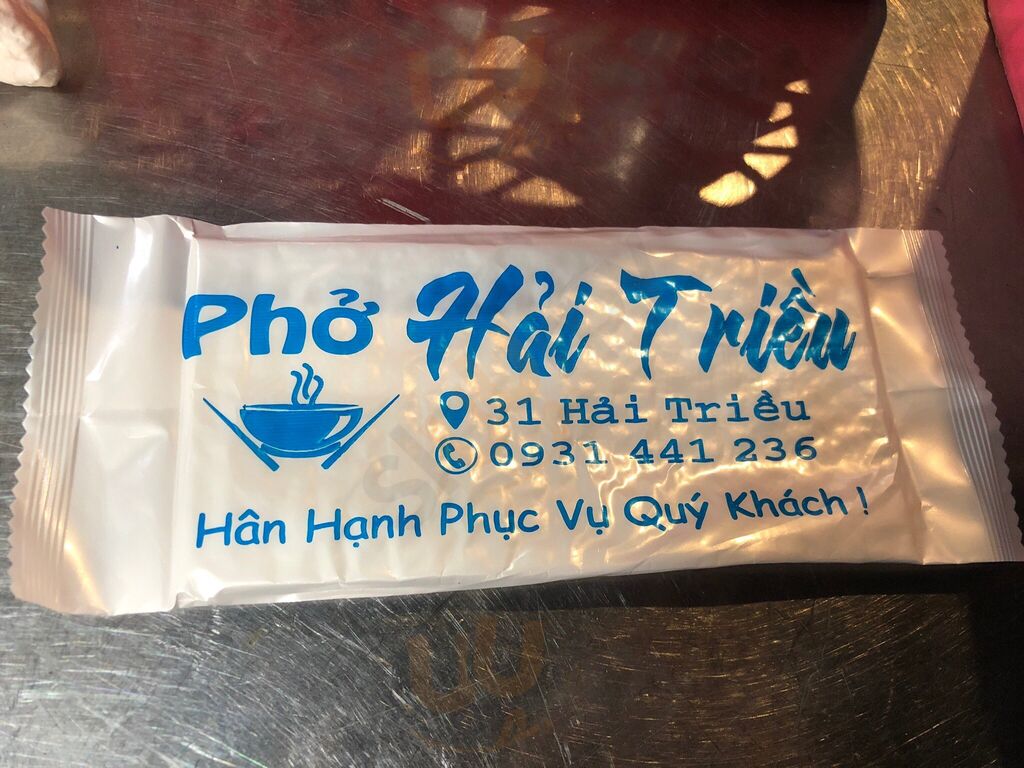 Phở Hải Triều
31 Hải Triều
0931 441 236
Hân Hạnh Phục Vụ Quý Khách !